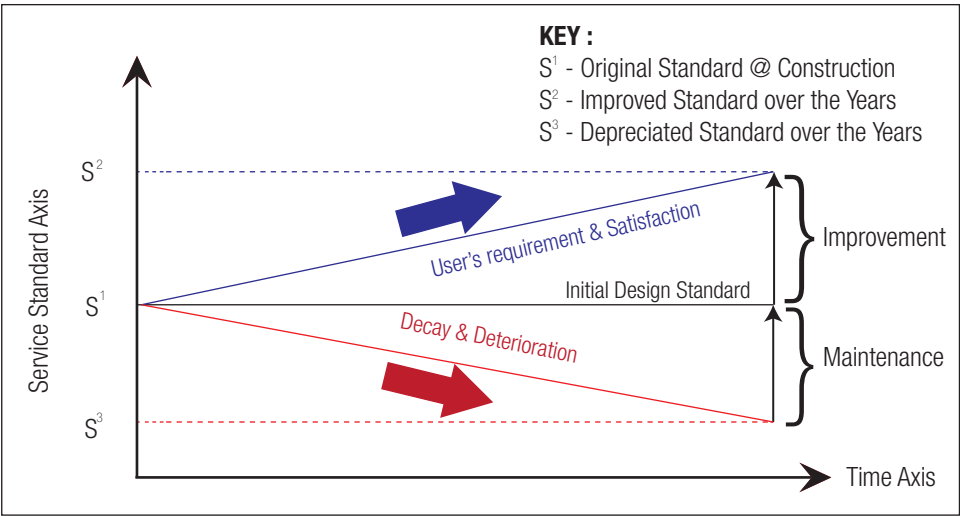 KEY :
S¹ - Original Standard @ Construction
S² - Improved Standard over the Years
S³ - Depreciated Standard over the Years
Service Standard Axis
S²
User's requirement & Satisfaction
Improvement
Initial Design Standard
S¹
Decay & Deterioration
Maintenance
S³
Time Axis